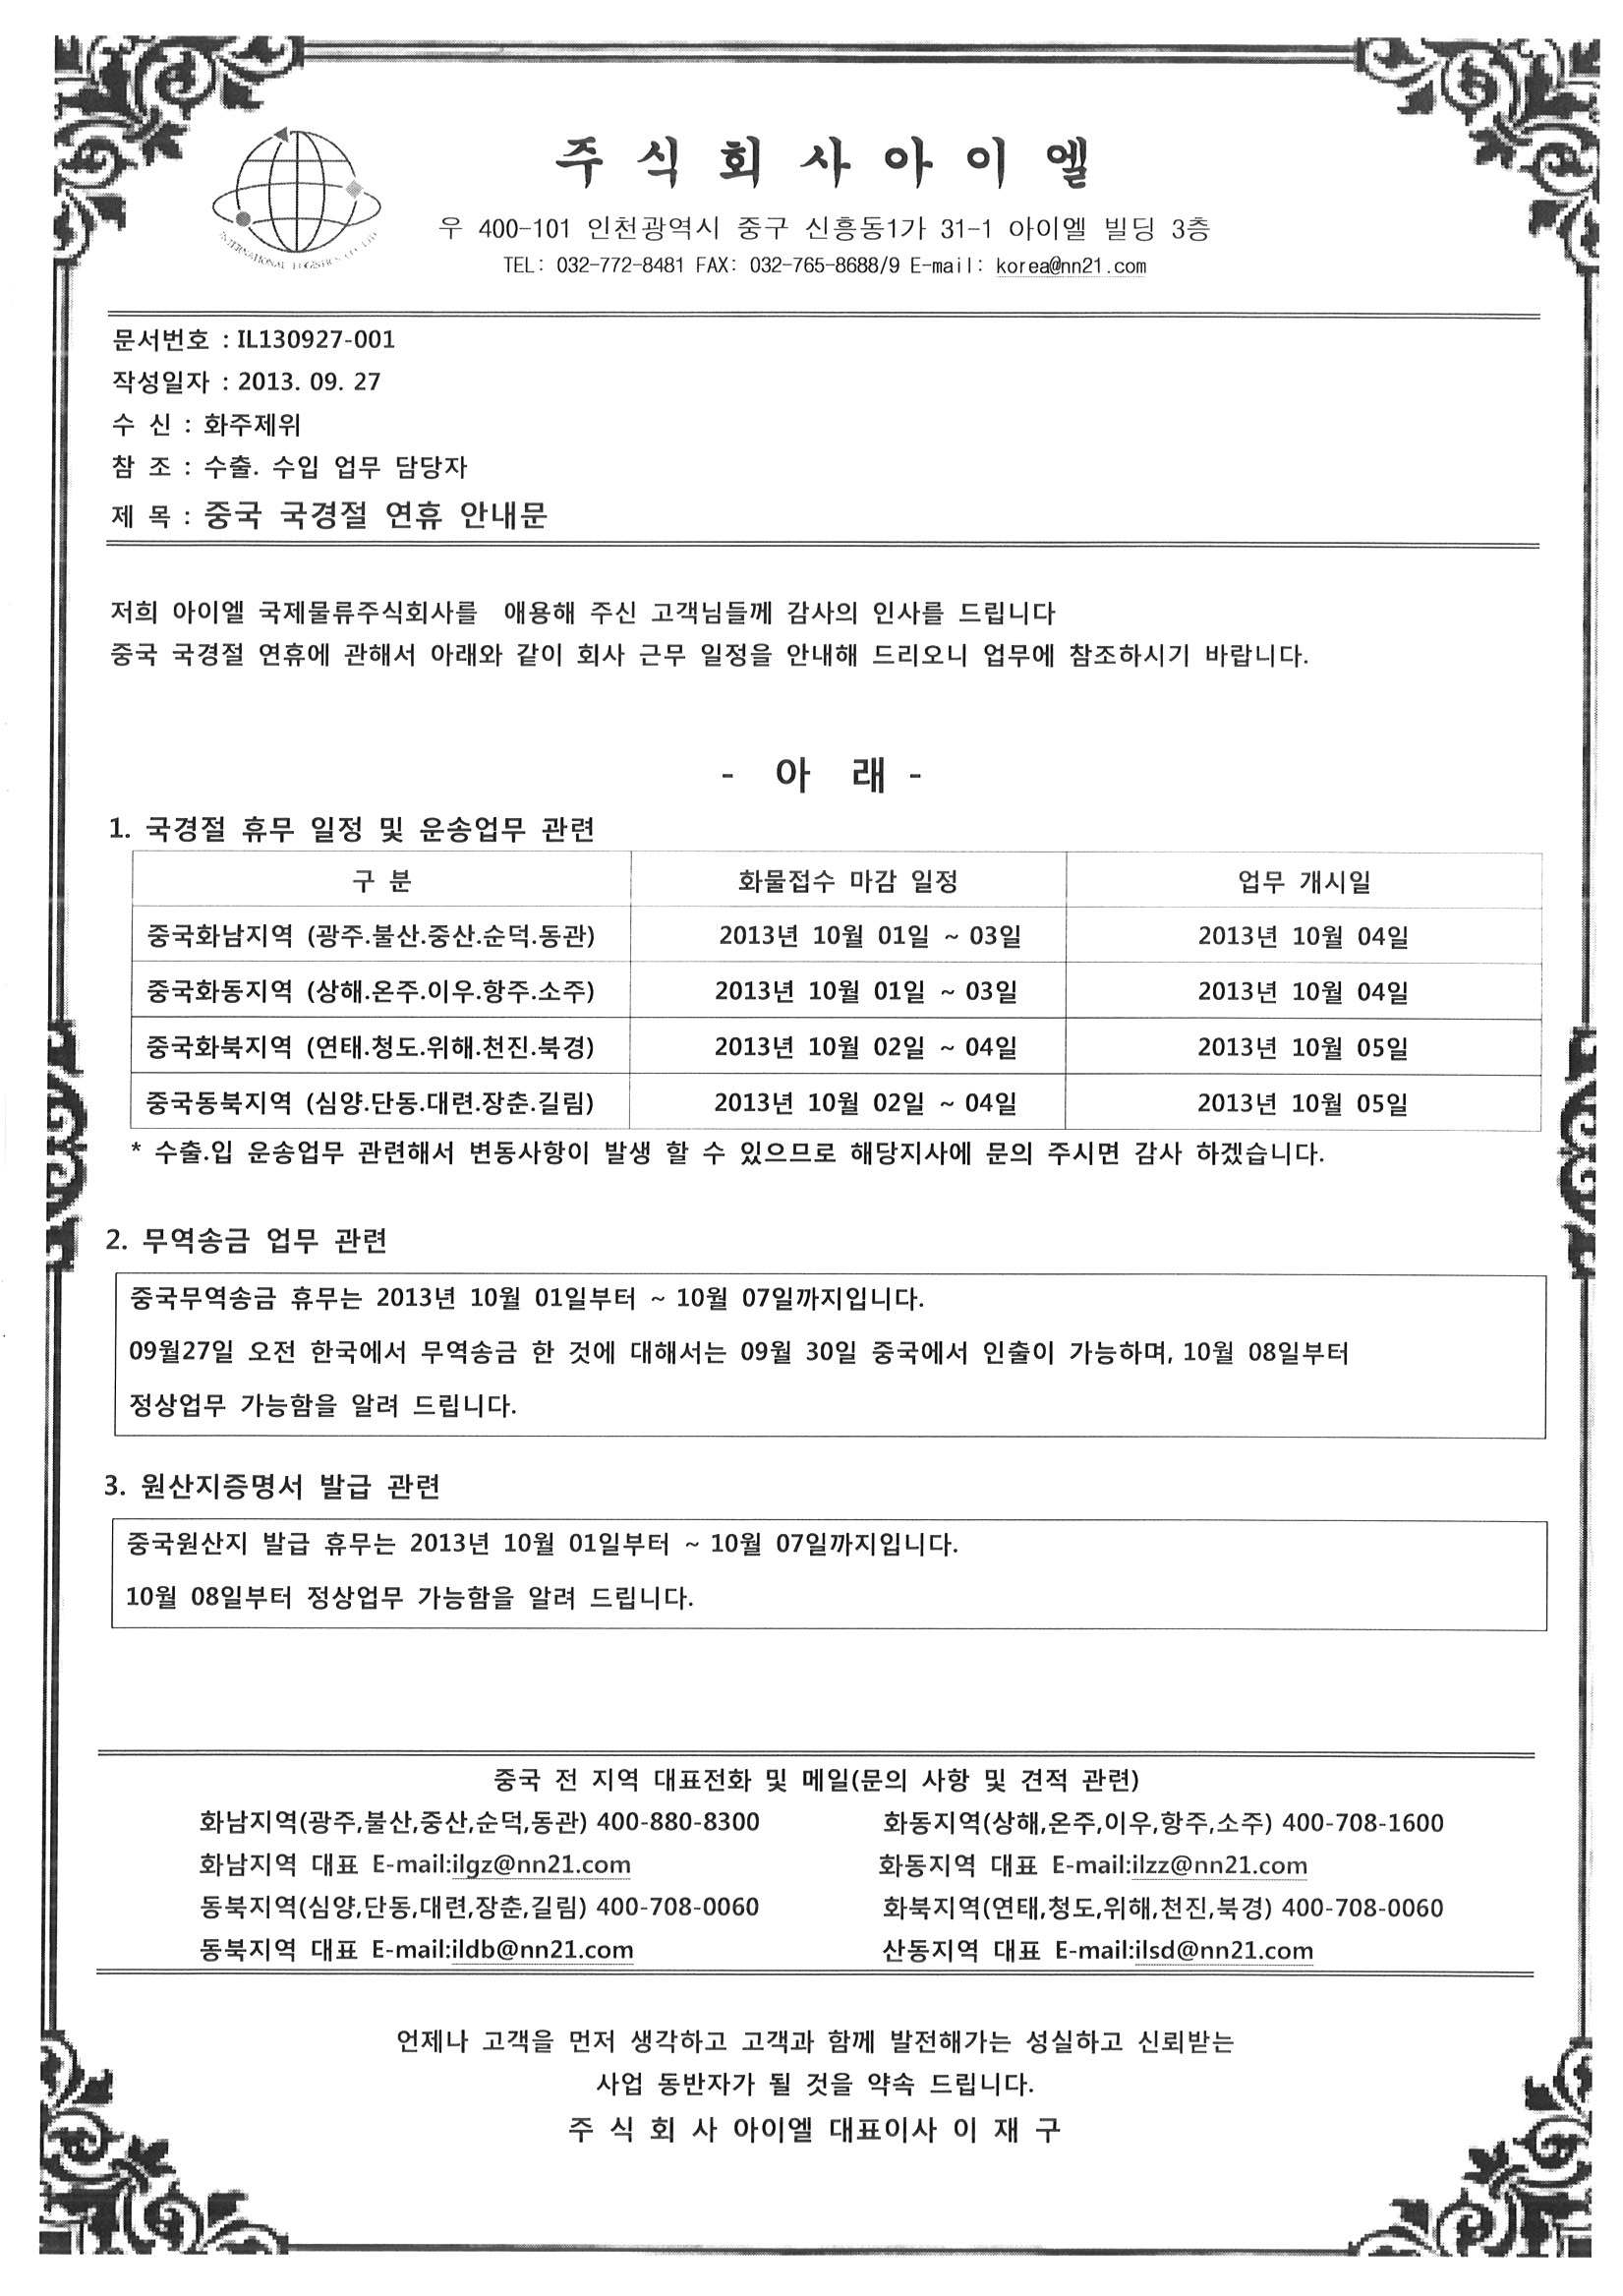 주 식 회 사 아 이 엘
우 400-101 인천광역시 중구 신흥동1가 31-1 아이엘 빌딩 3층
TEL: 032-772-8481 FAX: 032-765-8688/9 E-mail: korea@nn21.com
INTERNATIONAL LOGISTICS CO., LTD
문서번호 : IL130927-001
작성일자 : 2013. 09. 27
수 신 : 화주제위
참 조 : 수출. 수입 업무 담당자
제 목 : 중국 국경절 연휴 안내문
저희 아이엘 국제물류주식회사를 애용해 주신 고객님들께 감사의 인사를 드립니다
중국 국경절 연휴에 관해서 아래와 같이 회사 근무 일정을 안내해 드리오니 업무에 참조하시기 바랍니다.
- 아 래 -
1. 국경절 휴무 일정 및 운송업무 관련
구 분 화물접수 마감 일정 업무 개시일
중국화남지역 (광주.불산.중산.순덕.동관) 2013년 10월 01일 ~ 03일 2013년 10월 04일
중국화동지역 (상해.온주.이우.항주.소주) 2013년 10월 01일 ~ 03일 2013년 10월 04일
중국화북지역 (연태.청도.위해.천진.북경) 2013년 10월 02일 ~ 04일 2013년 10월 05일
중국동북지역 (심양.단동.대련.장춘.길림) 2013년 10월 02일 ~ 04일 2013년 10월 05일
* 수출.입 운송업무 관련해서 변동사항이 발생 할 수 있으므로 해당지사에 문의 주시면 감사 하겠습니다.
2. 무역송금 업무 관련
중국무역송금 휴무는 2013년 10월 01일부터 ~ 10월 07일까지입니다.
09월27일 오전 한국에서 무역송금 한 것에 대해서는 09월 30일 중국에서 인출이 가능하며, 10월 08일부터
정상업무 가능함을 알려 드립니다.
3. 원산지증명서 발급 관련
중국원산지 발급 휴무는 2013년 10월 01일부터 ~ 10월 07일까지입니다.
10월 08일부터 정상업무 가능함을 알려 드립니다.
중국 전 지역 대표전화 및 메일(문의 사항 및 견적 관련)
화남지역(광주,불산,중산,순덕,동관) 400-880-8300 화동지역(상해,온주,이우,항주,소주) 400-708-1600
화남지역 대표 E-mail:ilgz@nn21.com 화동지역 대표 E-mail:ilzz@nn21.com
동북지역(심양,단동,대련,장춘,길림) 400-708-0060 화북지역(연태,청도,위해,천진,북경) 400-708-0060
동북지역 대표 E-mail:ildb@nn21.com 산동지역 대표 E-mail:ilsd@nn21.com
언제나 고객을 먼저 생각하고 고객과 함께 발전해가는 성실하고 신뢰받는
사업 동반자가 될 것을 약속 드립니다.
주 식 회 사 아이엘 대표이사 이 재 구